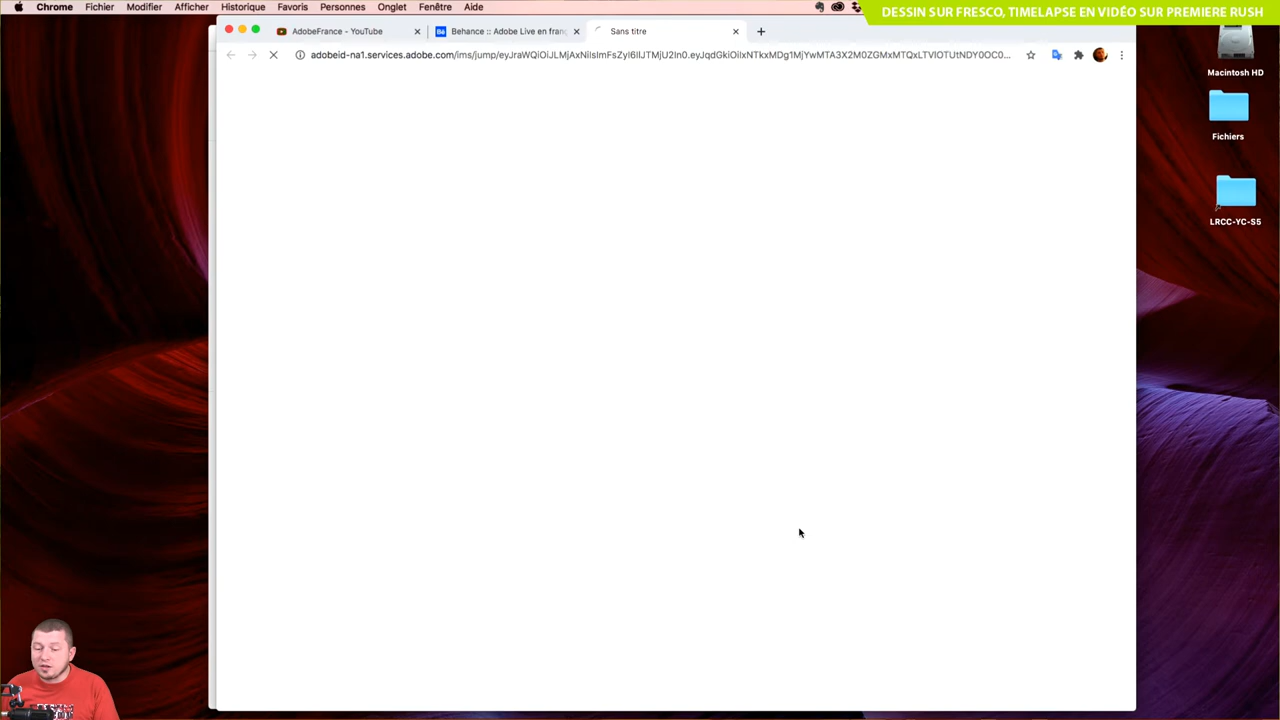 Chrome Fichier Modifier Afficher Historique Favoris Personnes Onglet Fenêtre Aide
DESSIN SUR FRESCO, TIMELAPSE EN VIDÉO SUR PREMIERE RUSH
AdobeFrance - YouTube
Bē Behance :: Adobe Live en franç
Sans titre
Macintosh HD
Fichiers
LRCC-YC-S5